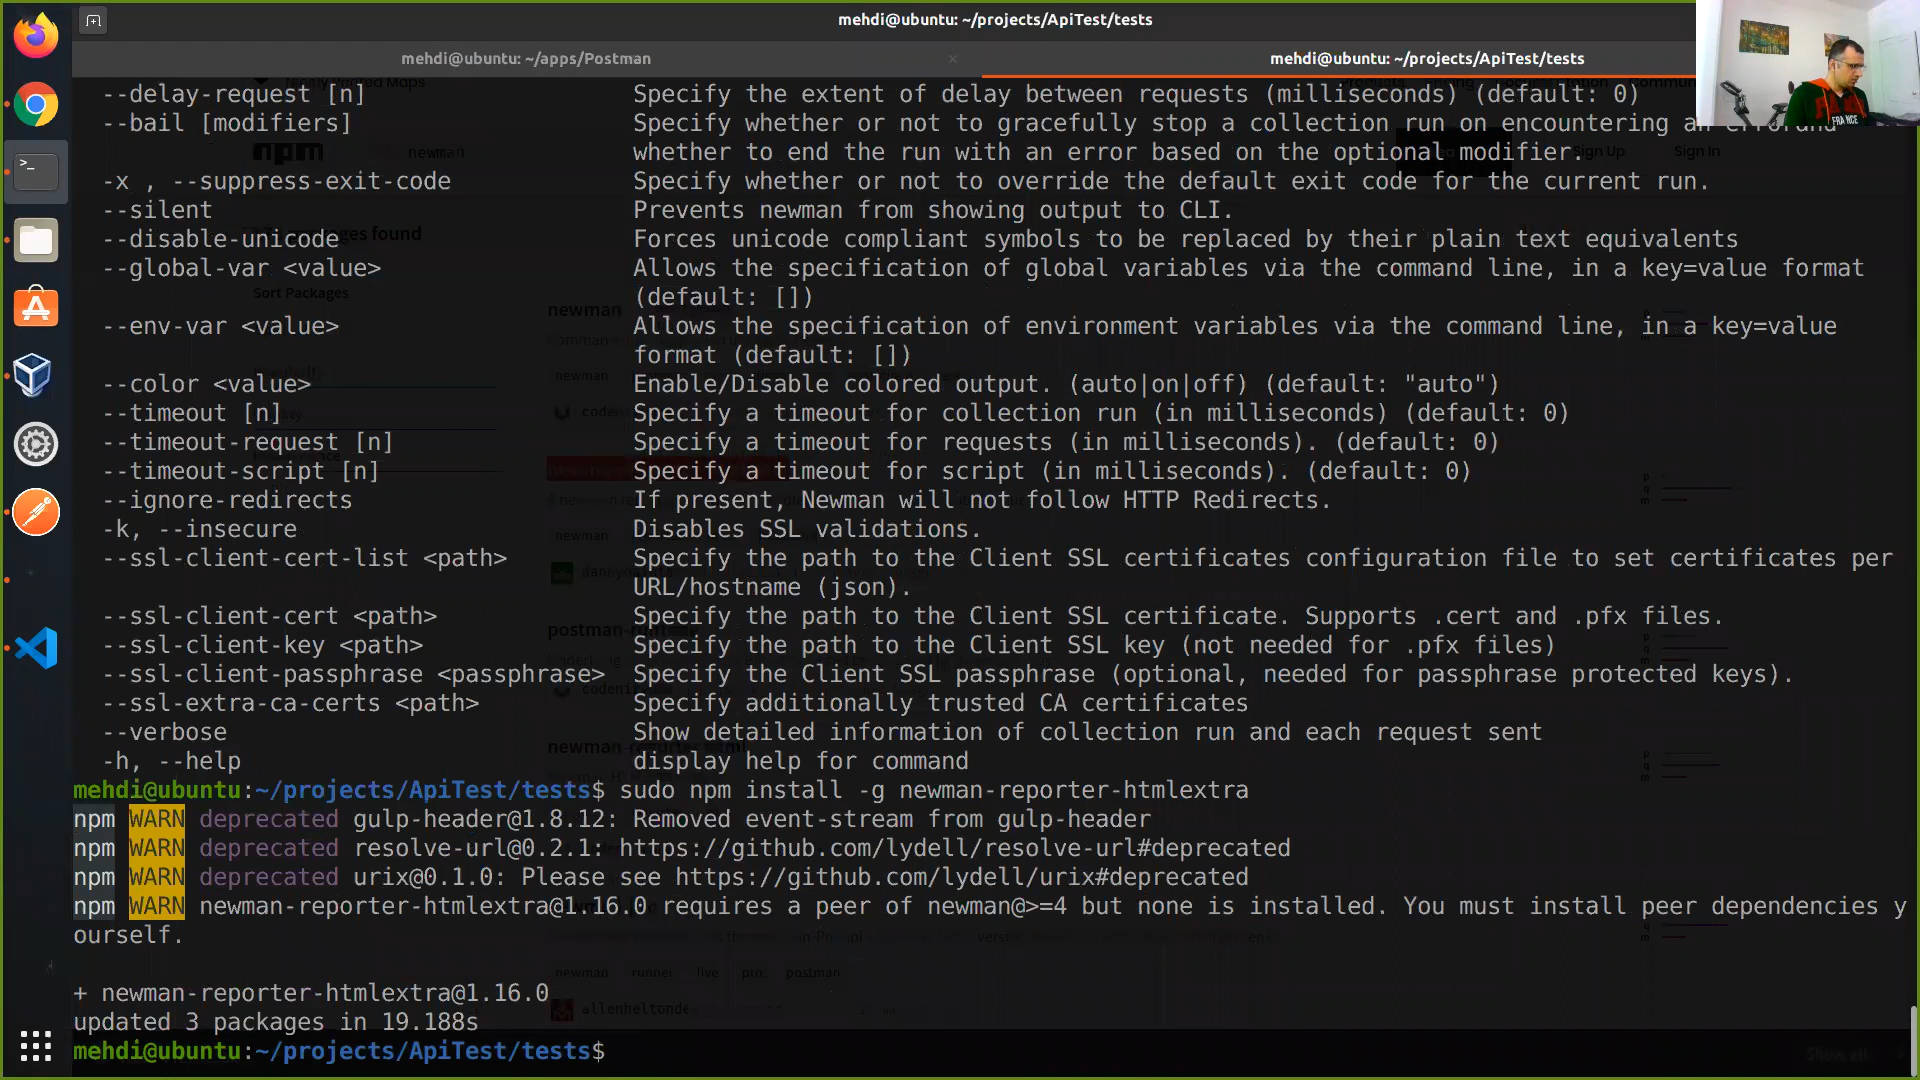 mehdi@ubuntu: ~/projects/ApiTest/tests
mehdi@ubuntu: ~/apps/Postman
mehdi@ubuntu: ~/projects/ApiTest/tests
--delay-request [n] Specify the extent of delay between requests (milliseconds) (default: 0)
--bail [modifiers] Specify whether or not to gracefully stop a collection run on encountering an error and
whether to end the run with an error based on the optional modifier.
-x , --suppress-exit-code Specify whether or not to override the default exit code for the current run.
--silent Prevents newman from showing output to CLI.
--disable-unicode Forces unicode compliant symbols to be replaced by their plain text equivalents
--global-var <value> Allows the specification of global variables via the command line, in a key=value format
(default: [])
--env-var <value> Allows the specification of environment variables via the command line, in a key=value
format (default: [])
--color <value> Enable/Disable colored output. (auto|on|off) (default: "auto")
--timeout [n] Specify a timeout for collection run (in milliseconds) (default: 0)
--timeout-request [n] Specify a timeout for requests (in milliseconds). (default: 0)
--timeout-script [n] Specify a timeout for script (in milliseconds). (default: 0)
--ignore-redirects If present, Newman will not follow HTTP Redirects.
-k, --insecure Disables SSL validations.
--ssl-client-cert-list <path> Specify the path to the Client SSL certificates configuration file to set certificates per
URL/hostname (json).
--ssl-client-cert <path> Specify the path to the Client SSL certificate. Supports .cert and .pfx files.
--ssl-client-key <path> Specify the path to the Client SSL key (not needed for .pfx files)
--ssl-client-passphrase <passphrase> Specify the Client SSL passphrase (optional, needed for passphrase protected keys).
--ssl-extra-ca-certs <path> Specify additionally trusted CA certificates
--verbose Show detailed information of collection run and each request sent
-h, --help display help for command
mehdi@ubuntu:~/projects/ApiTest/tests$ sudo npm install -g newman-reporter-htmlextra
npm WARN deprecated gulp-header@1.8.12: Removed event-stream from gulp-header
npm WARN deprecated resolve-url@0.2.1: https://github.com/lydell/resolve-url#deprecated
npm WARN deprecated urix@0.1.0: Please see https://github.com/lydell/urix#deprecated
npm WARN newman-reporter-htmlextra@1.16.0 requires a peer of newman@>=4 but none is installed. You must install peer dependencies y
ourself.
+ newman-reporter-htmlextra@1.16.0
updated 3 packages in 19.188s
mehdi@ubuntu:~/projects/ApiTest/tests$